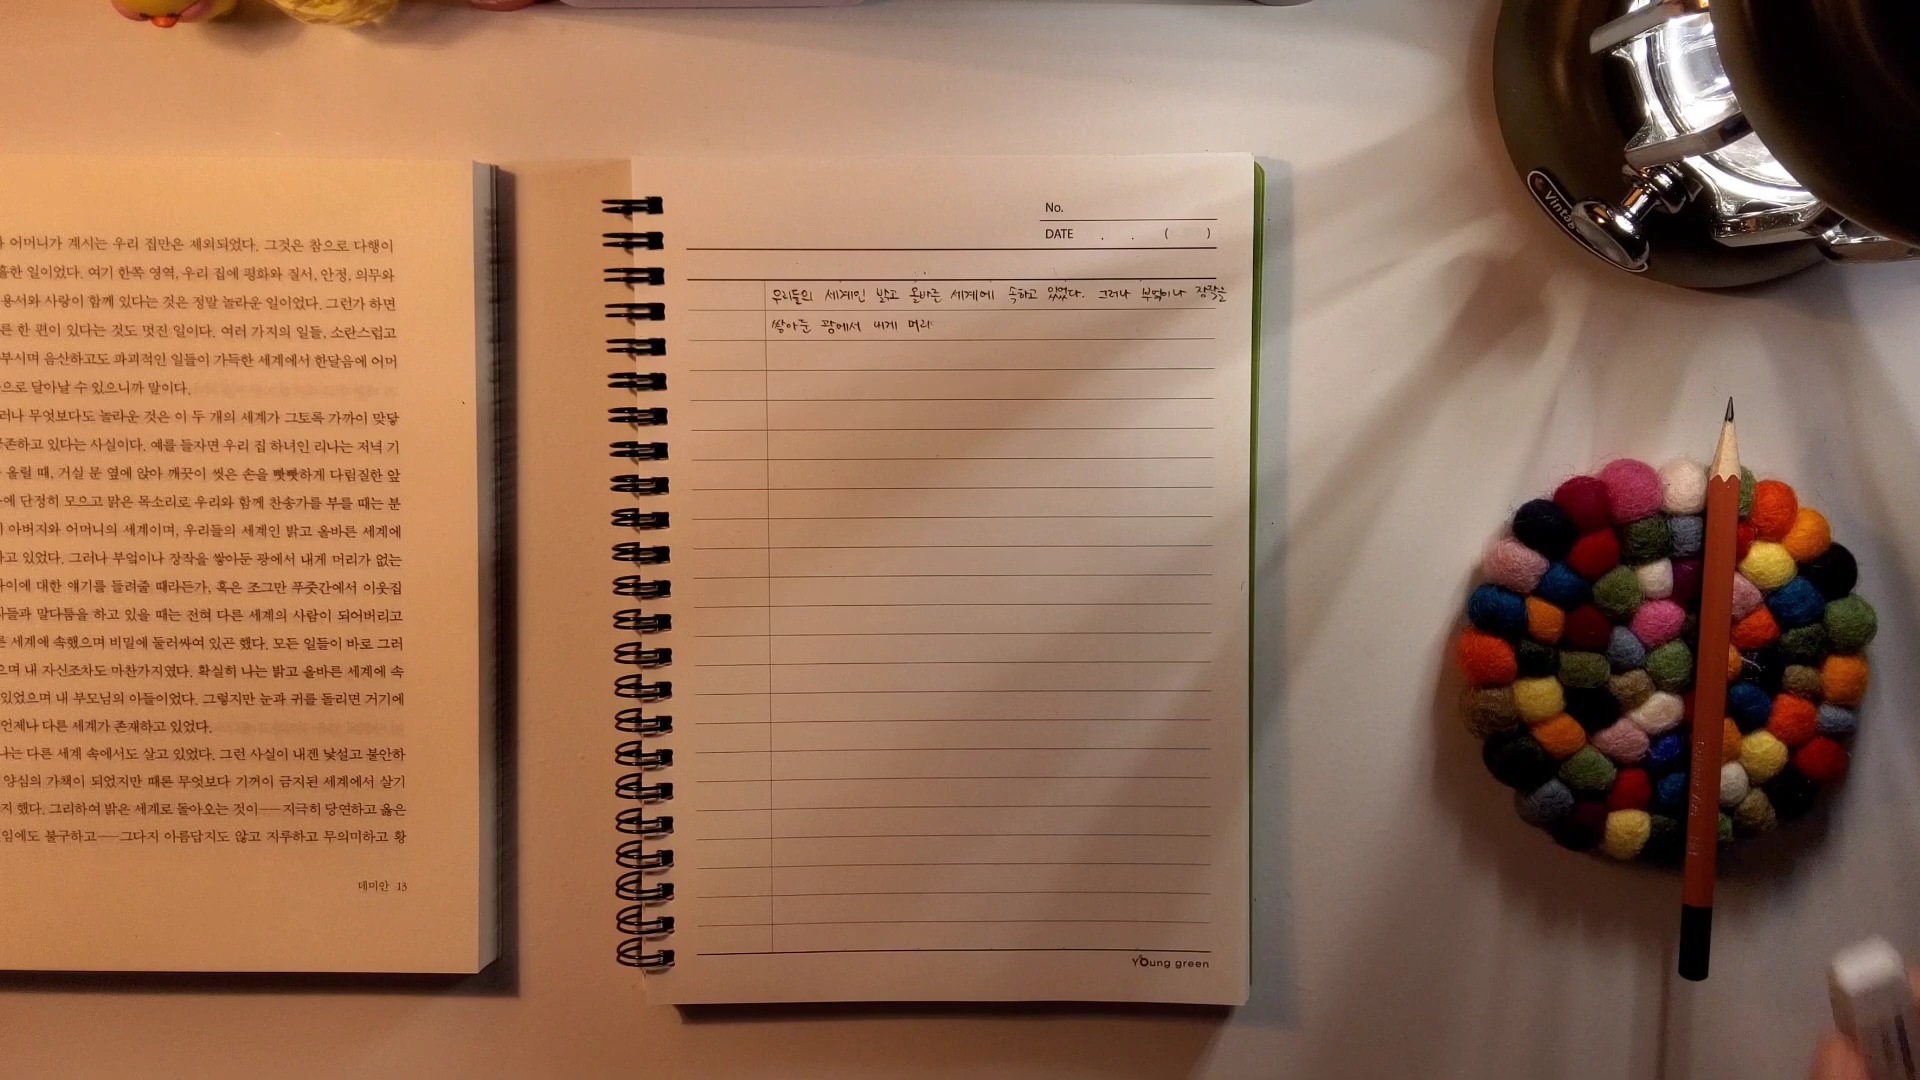 어머니가 계시는 우리 집만은 제외되었다. 그것은 참으로 다행이
한 일이었다. 여기 한쪽 영역, 우리 집에 평화와 질서, 안정, 의무와
용서와 사랑이 함께 있다는 것은 정말 놀라운 일이었다. 그런가 하면
른 한 편이 있다는 것도 멋진 일이다. 여러 가지의 일들, 소란스럽고
부시며 음산하고도 파괴적인 일들이 가득한 세계에서 한달음에 어머
으로 달아날 수 있으니까 말이다.
러나 무엇보다도 놀라운 것은 이 두 개의 세계가 그토록 가까이 맞닿
존하고 있다는 사실이다. 예를 들자면 우리 집 하녀인 리나는 저녁 기
올릴 때, 거실 문 옆에 앉아 깨끗이 씻은 손을 빳빳하게 다림질한 앞
에 단정히 모으고 맑은 목소리로 우리와 함께 찬송가를 부를 때는 분
아버지와 어머니의 세계이며, 우리들의 세계인 밝고 올바른 세계에
고 있었다. 그러나 부엌이나 장작을 쌓아둔 광에서 내게 머리가 없는
이에 대한 얘기를 들려줄 때라든가, 혹은 조그만 푸줏간에서 이웃집
들과 말다툼을 하고 있을 때는 전혀 다른 세계의 사람이 되어버리고
른 세계에 속했으며 비밀에 둘러싸여 있곤 했다. 모든 일들이 바로 그러
으며 내 자신조차도 마찬가지였다. 확실히 나는 밝고 올바른 세계에 속
있었으며 내 부모님의 아들이었다. 그렇지만 눈과 귀를 돌리면 거기에
언제나 다른 세계가 존재하고 있었다.
나는 다른 세계 속에서도 살고 있었다. 그런 사실이 내겐 낯설고 불안하
양심의 가책이 되었지만 때론 무엇보다 기꺼이 금지된 세계에서 살기
지 했다. 그리하여 밝은 세계로 돌아오는 것이──지극히 당연하고 옳은
임에도 불구하고──그다지 아름답지도 않고 지루하고 무의미하고 황
데미안 13
No.
DATE . . ( )
우리들의 세계인 밝고 올바른 세계에 속하고 있었다. 그러나 부엌이나 장작을
쌓아둔 광에서 내게 머리
Young green
Vintage